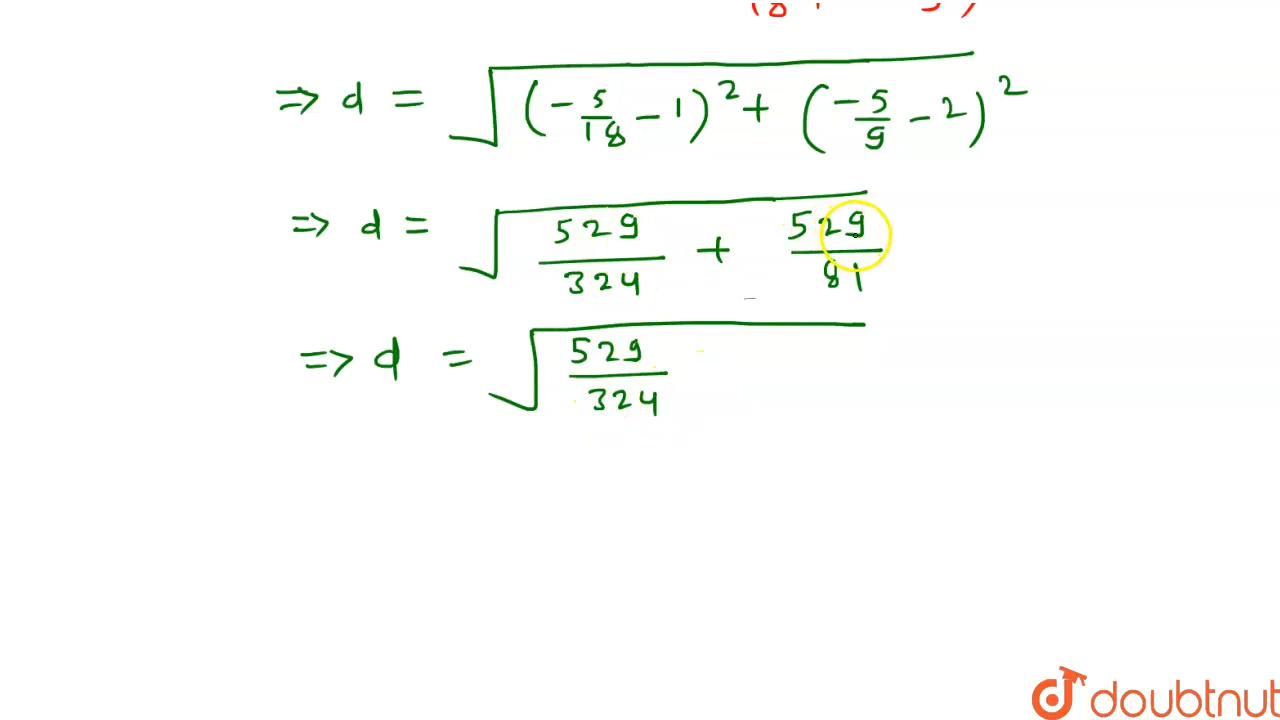 ⇒ d = √((-5/18 - 1)² + (-5/9 - 2)²)
⇒ d = √(529/324 + 529/81)
⇒ d = √(529/324)
doubtnut